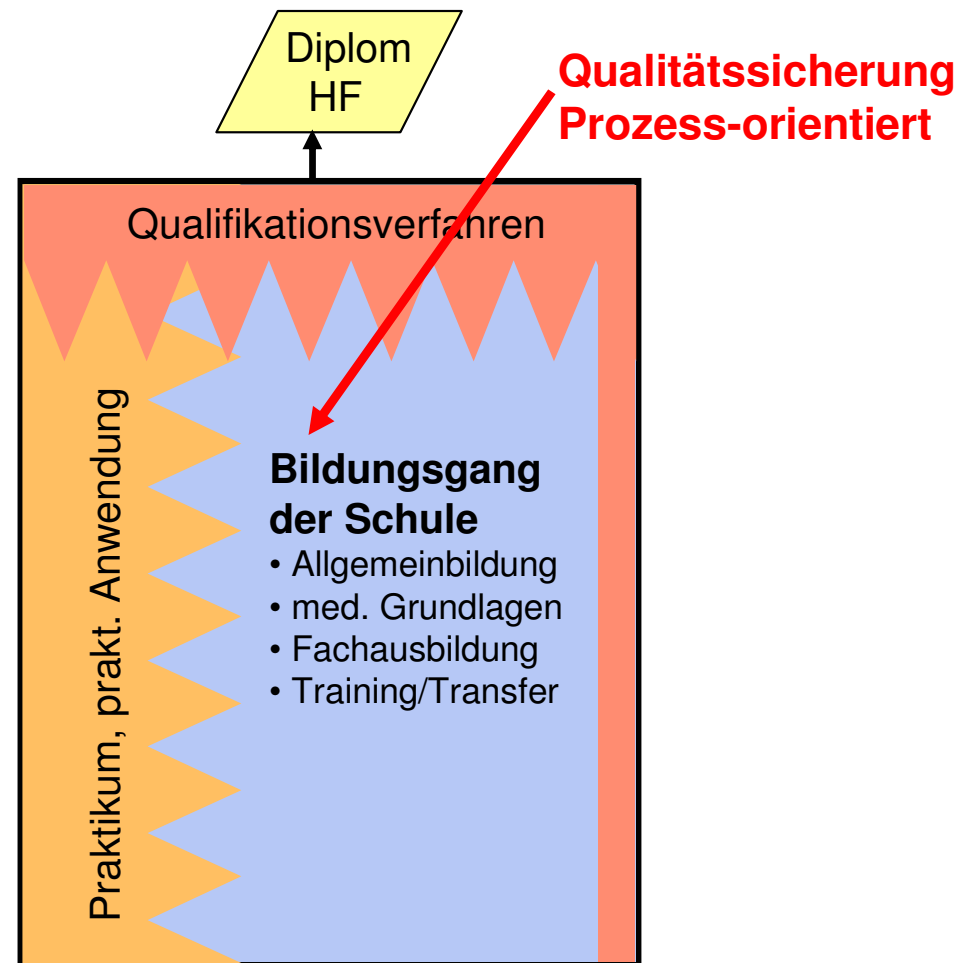 Diplom
HF
Qualitätssicherung
Prozess-orientiert
Qualifikationsverfahren
Praktikum, prakt. Anwendung
Bildungsgang
der Schule
• Allgemeinbildung
• med. Grundlagen
• Fachausbildung
• Training/Transfer